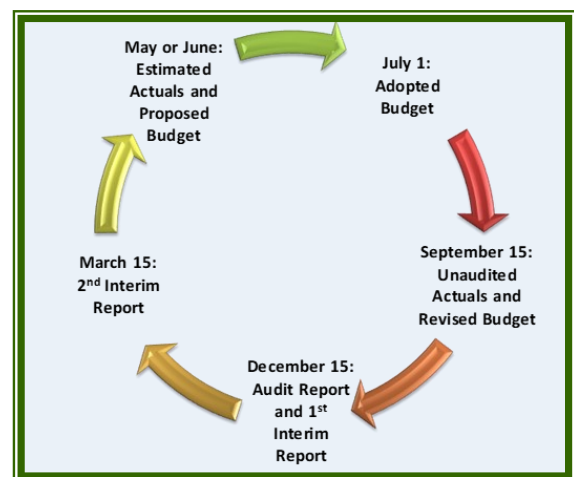 May or June:
Estimated
Actuals and
Proposed
Budget
July 1:
Adopted
Budget
September 15:
Unaudited
Actuals and
Revised Budget
December 15:
Audit Report
and 1st
Interim
Report
March 15:
2nd Interim
Report